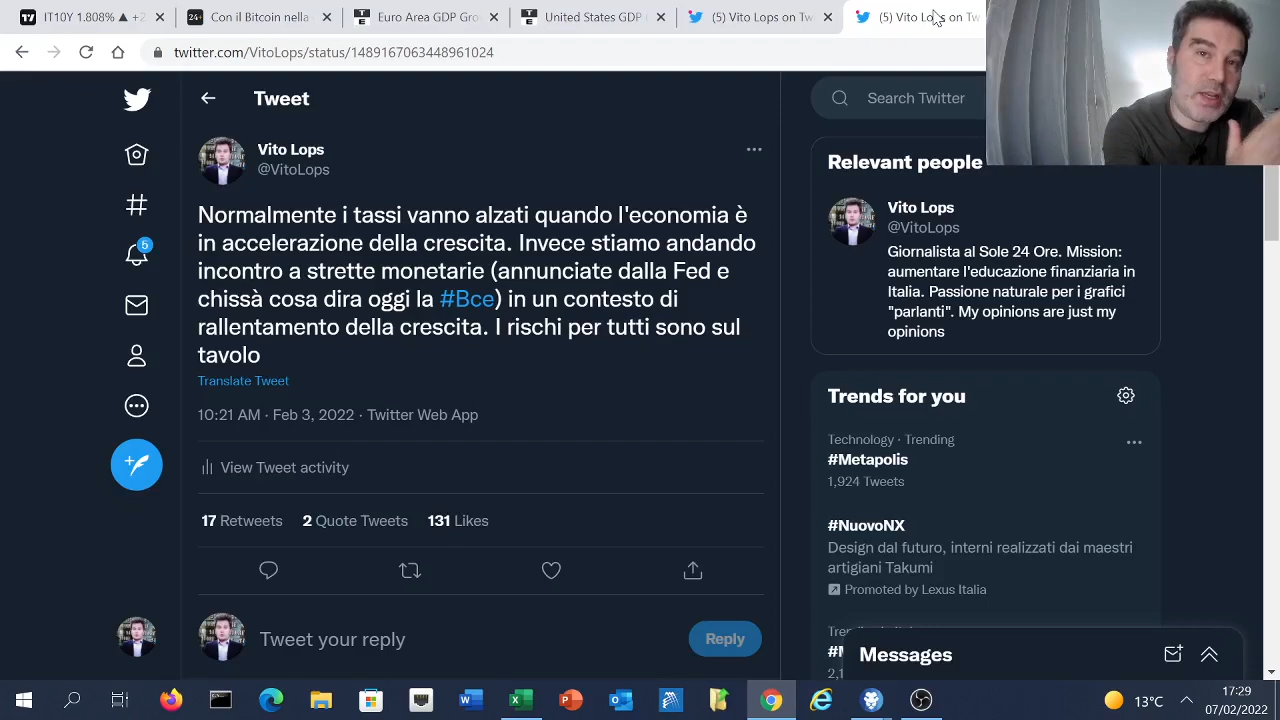 IT10Y 1.808% ▲ +2
Con il Bitcoin nella
Euro Area GDP Gro
United States GDP
(5) Vito Lops on Tw
(5) Vito Lops on Tw
twitter.com/VitoLops/status/1489167063448961024
Tweet
Search Twitter
Vito Lops
@VitoLops
Normalmente i tassi vanno alzati quando l'economia è
in accelerazione della crescita. Invece stiamo andando
incontro a strette monetarie (annunciate dalla Fed e
chissà cosa dira oggi la #Bce) in un contesto di
rallentamento della crescita. I rischi per tutti sono sul
tavolo
Translate Tweet
10:21 AM · Feb 3, 2022 · Twitter Web App
View Tweet activity
17 Retweets 2 Quote Tweets 131 Likes
Tweet your reply
Reply
5
Relevant people
Vito Lops
@VitoLops
Giornalista al Sole 24 Ore. Mission:
aumentare l'educazione finanziaria in
Italia. Passione naturale per i grafici
"parlanti". My opinions are just my
opinions
Trends for you
Technology · Trending
#Metapolis
1,924 Tweets
#NuovoNX
Design dal futuro, interni realizzati dai maestri
artigiani Takumi
Promoted by Lexus Italia
Messages
13°C
17:29
07/02/2022